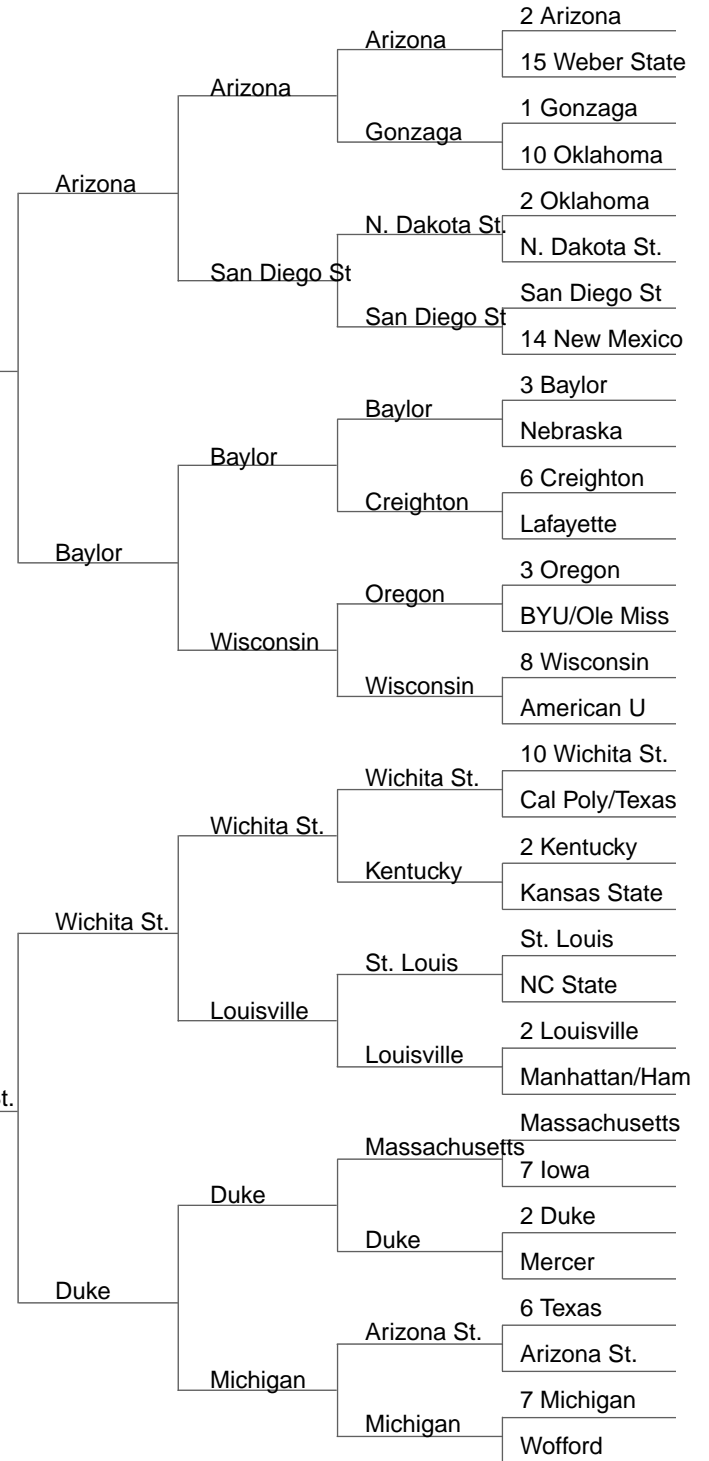 2 Arizona
Arizona
15 Weber State
Arizona
1 Gonzaga
Gonzaga
10 Oklahoma
Arizona
2 Oklahoma
N. Dakota St.
N. Dakota St.
San Diego St
San Diego St
San Diego St
14 New Mexico
3 Baylor
Baylor
Nebraska
Baylor
6 Creighton
Creighton
Lafayette
Baylor
3 Oregon
Oregon
BYU/Ole Miss
Wisconsin
8 Wisconsin
Wisconsin
American U
10 Wichita St.
Wichita St.
Cal Poly/Texas
Wichita St.
2 Kentucky
Kentucky
Kansas State
Wichita St.
St. Louis
St. Louis
NC State
Louisville
2 Louisville
Louisville
Manhattan/Ham
t.
Massachusetts
Massachusetts
7 Iowa
Duke
2 Duke
Duke
Mercer
Duke
6 Texas
Arizona St.
Arizona St.
Michigan
7 Michigan
Michigan
Wofford